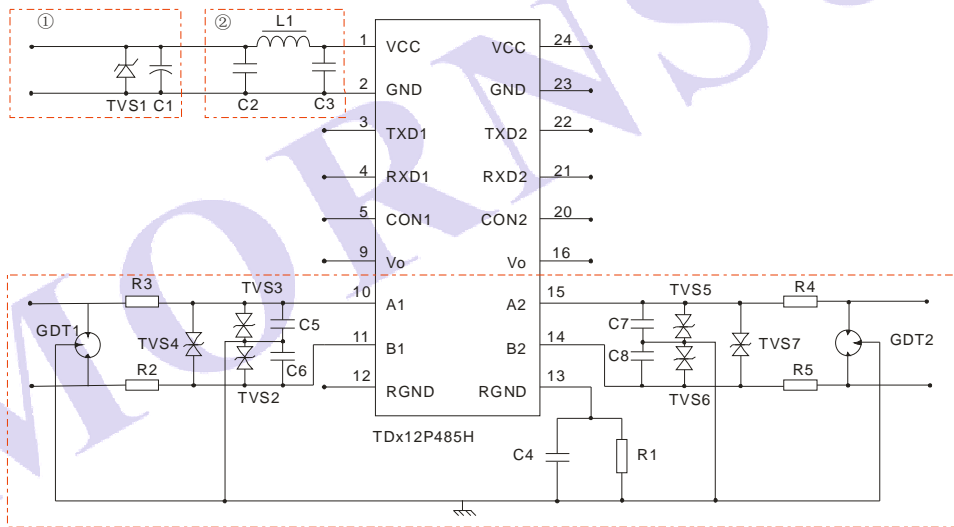 ① ② L1
TVS1 C1 C2 C3
1 VCC VCC 24
2 GND GND 23
3 TXD1 TXD2 22
4 RXD1 RXD2 21
5 CON1 CON2 20
9 Vo Vo 16
10 A1 A2 15
11 B1 B2 14
12 RGND RGND 13
TDx12P485H
R3 TVS3 C5
GDT1 TVS4 C6
R2 TVS2
TVS5 R4
C7 C8 TVS7 GDT2
TVS6 R5
C4 R1
MORNSU